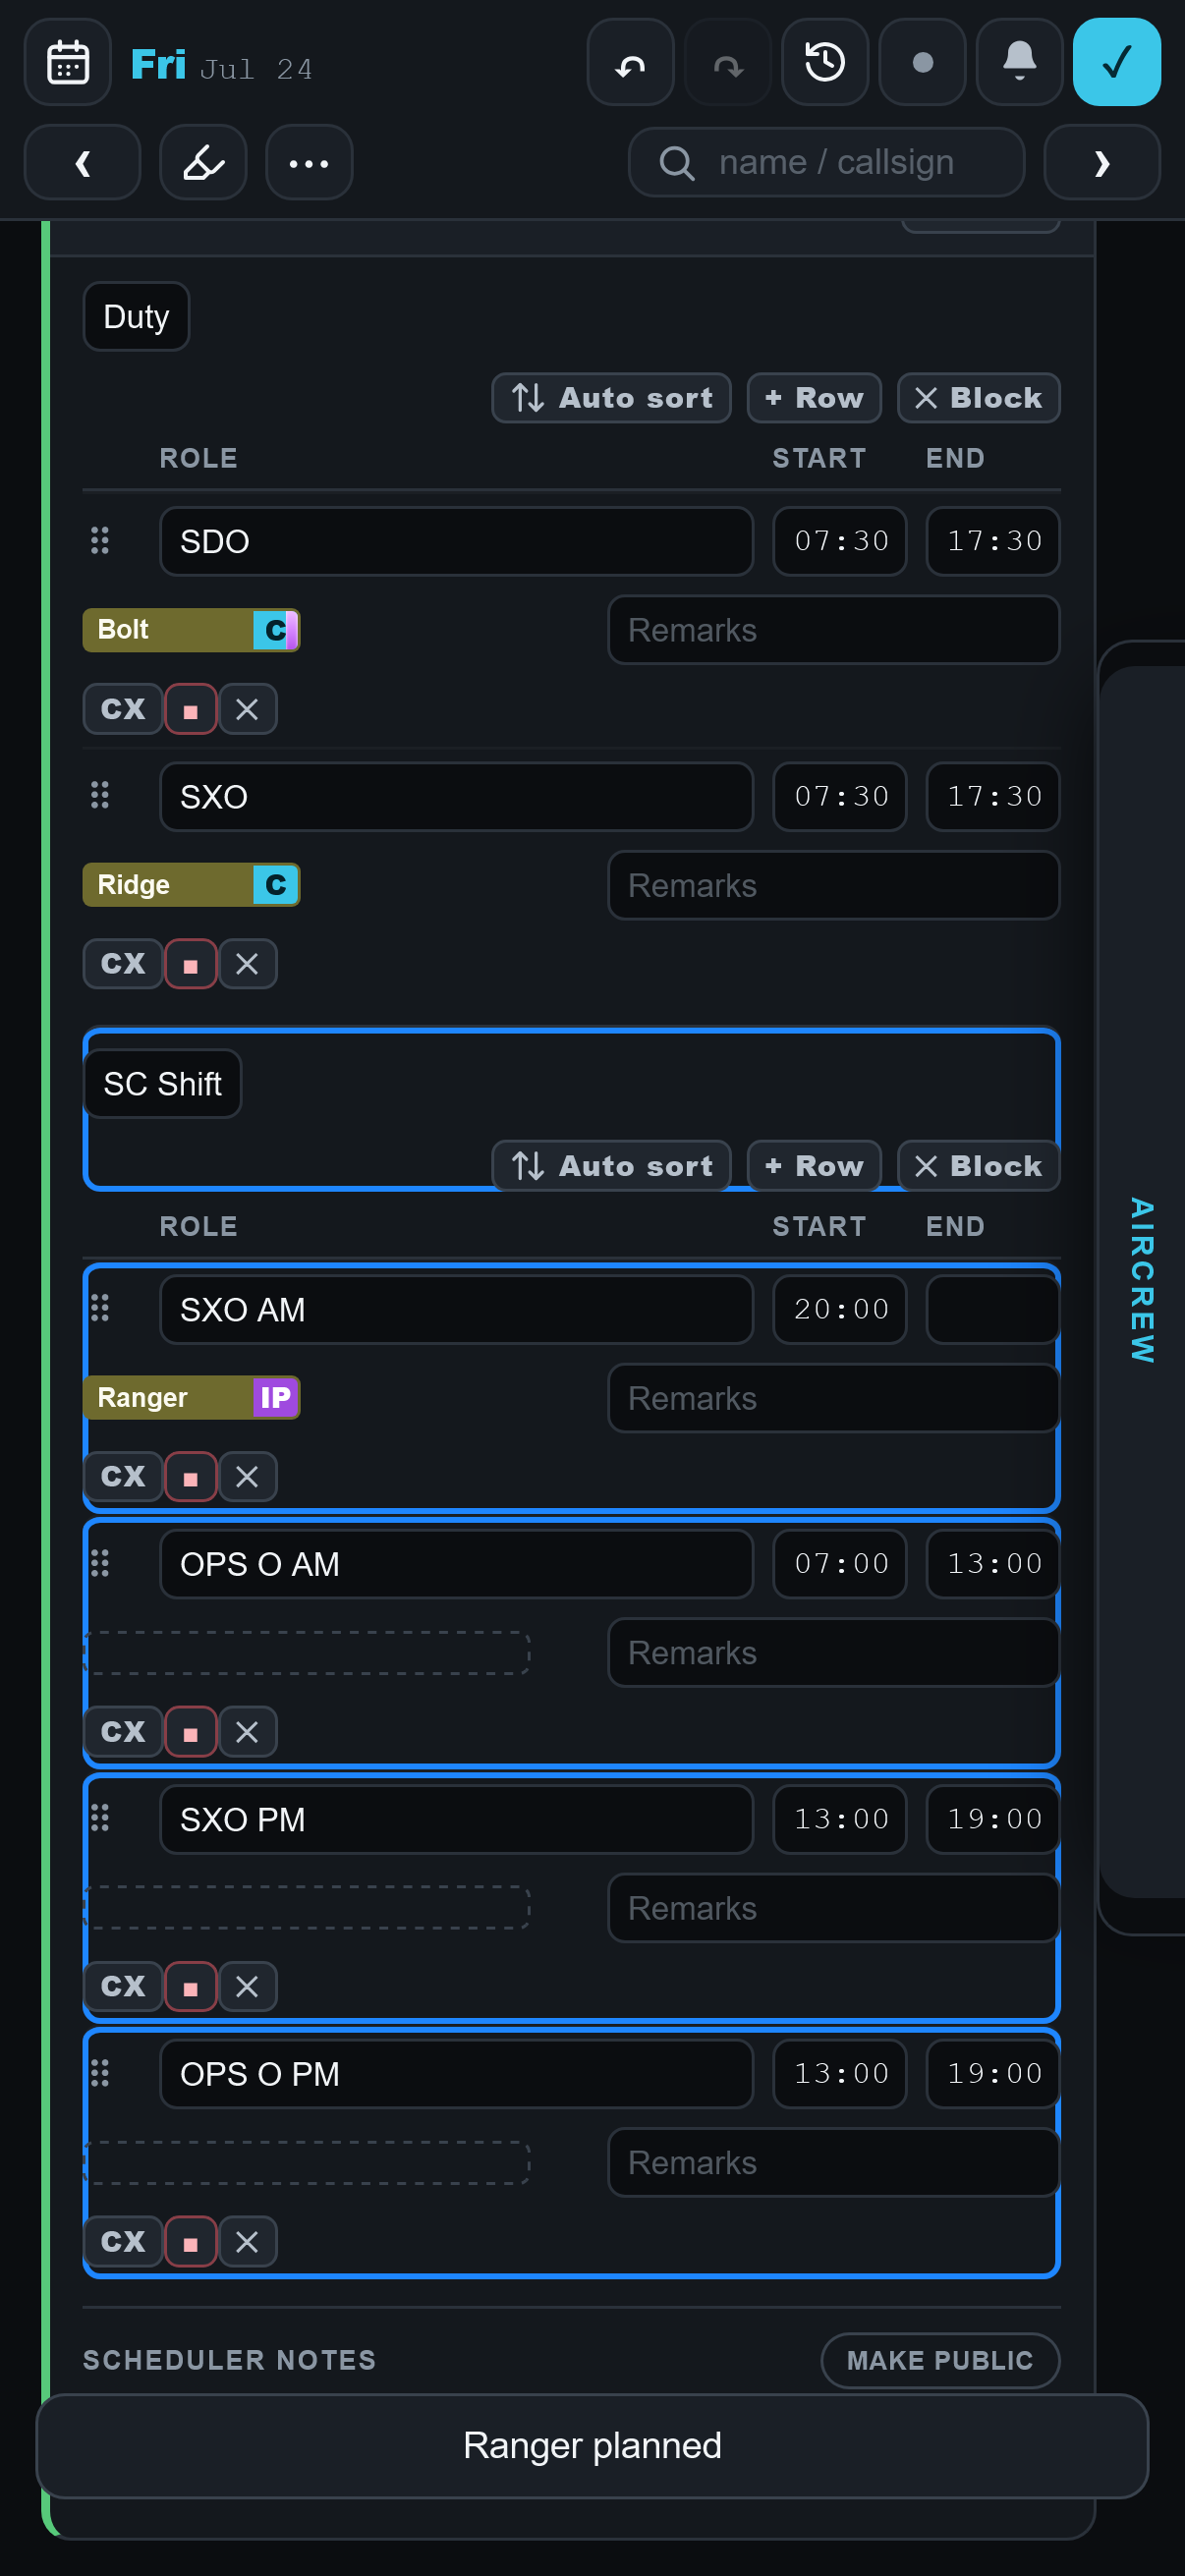 Fri Jul 24
name / callsign
Duty
Auto sort + Row × Block
ROLE START END
SDO 07:30 17:30
Bolt C Remarks
CX
SXO 07:30 17:30
Ridge C Remarks
CX
SC Shift
Auto sort + Row × Block
ROLE START END
SXO AM 20:00
Ranger IP Remarks
CX
OPS O AM 07:00 13:00
Remarks
CX
SXO PM 13:00 19:00
Remarks
CX
OPS O PM 13:00 19:00
Remarks
CX
AIRCREW
SCHEDULER NOTES MAKE PUBLIC
Ranger planned